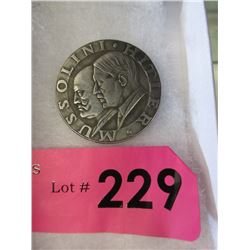 MUSSOLINI • HITLER •
S
Lot # 229